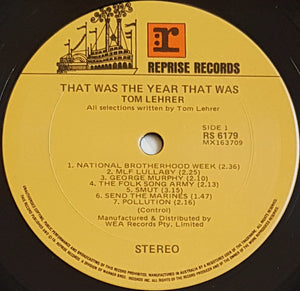 r
REPRISE RECORDS
THAT WAS THE YEAR THAT WAS
TOM LEHRER
All selections written by Tom Lehrer
SIDE 1
RS 6179
MX163709
1. NATIONAL BROTHERHOOD WEEK (2.36)
2. MLF LULLABY (2.25)
3. GEORGE MURPHY (2.10)
4. THE FOLK SONG ARMY (2.13)
5. SMUT (3.15)
6. SEND THE MARINES (1.47)
7. POLLUTION (2.16)
(Control)
Manufactured & Distributed by
WEA Records Pty. Limited
STEREO